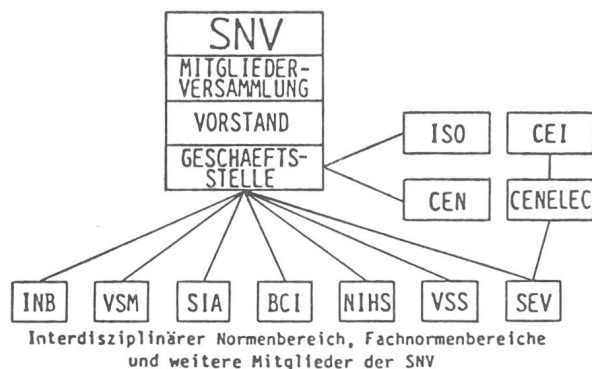 SNV
MITGLIEDER-
VERSAMMLUNG
VORSTAND
GESCHAEFTS-
STELLE
ISO
CEI
CEN
CENELEC
INB
VSM
SIA
BCI
NIHS
VSS
SEV
Interdisziplinärer Normenbereich, Fachnormenbereiche
und weitere Mitglieder der SNV